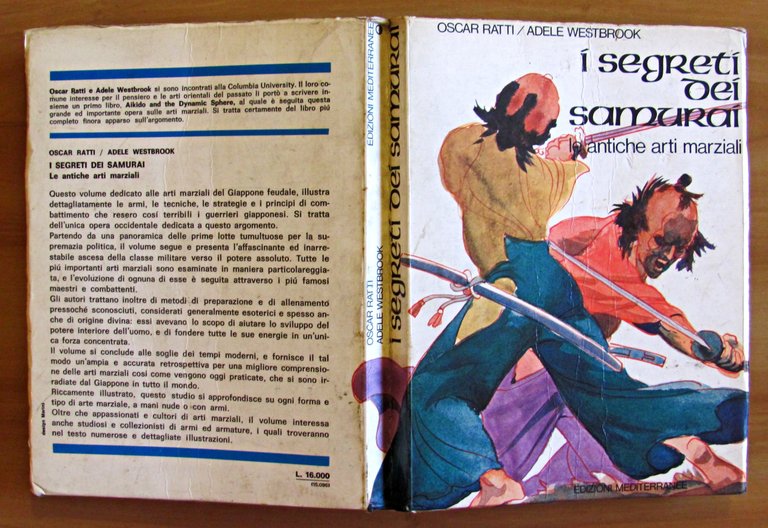 Oscar Ratti e Adele Westbrook si sono incontrati alla Columbia University. Il loro co-
mune interesse per il pensiero e le arti orientali del passato li portò a scrivere in-
sieme un primo libro, Aikido and the Dynamic Sphere, al quale è seguita questa
ingrande ed importante opera sulle arti marziali. Si tratta certamente del libro più
completo finora apparso sull'argomento.
OSCAR RATTI / ADELE WESTBROOK
I SEGRETI DEI SAMURAI
Le antiche arti marziali
Questo volume dedicato alle arti marziali del Giappone feudale, illustra
dettagliatamente le armi, le tecniche, le strategie e i principi di com-
battimento che resero così terribili i guerrieri giapponesi. Si tratta
dell'unica opera occidentale dedicata a questo argomento.
Partendo da una panoramica delle prime lotte tumultuose per la su-
premazia politica, il volume segue e presenta l'affascinante ed inarre-
stabile ascesa della classe militare verso il potere assoluto. Tutte le
più importanti arti marziali sono esaminate in maniera particolareggia-
ta, e l'evoluzione di ognuna di esse è seguita attraverso i più famosi
maestri e combattenti.
Gli autori trattano inoltre di metodi di preparazione e di allenamento
pressoché sconosciuti, considerati generalmente esoterici e spesso anche
di origine divina: essi avevano lo scopo di aiutare lo sviluppo del
potere interiore dell'uomo, e di fondere tutte le sue energie in un'uni-
ca forza concentrata.
Il volume si conclude alle soglie dei tempi moderni, e fornisce il tal
modo un'ampia e accurata retrospettiva per una migliore comprensio-
ne delle arti marziali così come vengono oggi praticate, che si sono ir-
radiate dal Giappone in tutto il mondo.
Riccamente illustrato, questo studio si approfondisce su ogni forma e
tipo di arte marziale, a mani nude o con armi.
Oltre che appassionati e cultori di arti marziali, il volume interessa
anche studiosi e collezionisti di armi ed armature, i quali troveranno
nel testo numerose e dettagliate illustrazioni.
L. 16.000
EDIZIONI MEDITERRANEE
i segreti dei samurai
OSCAR RATTI
ADELE WESTBROOK
OSCAR RATTI / ADELE WESTBROOK
i segreti
dei
samurai
le antiche arti marziali
EDIZIONI MEDITERRANEE